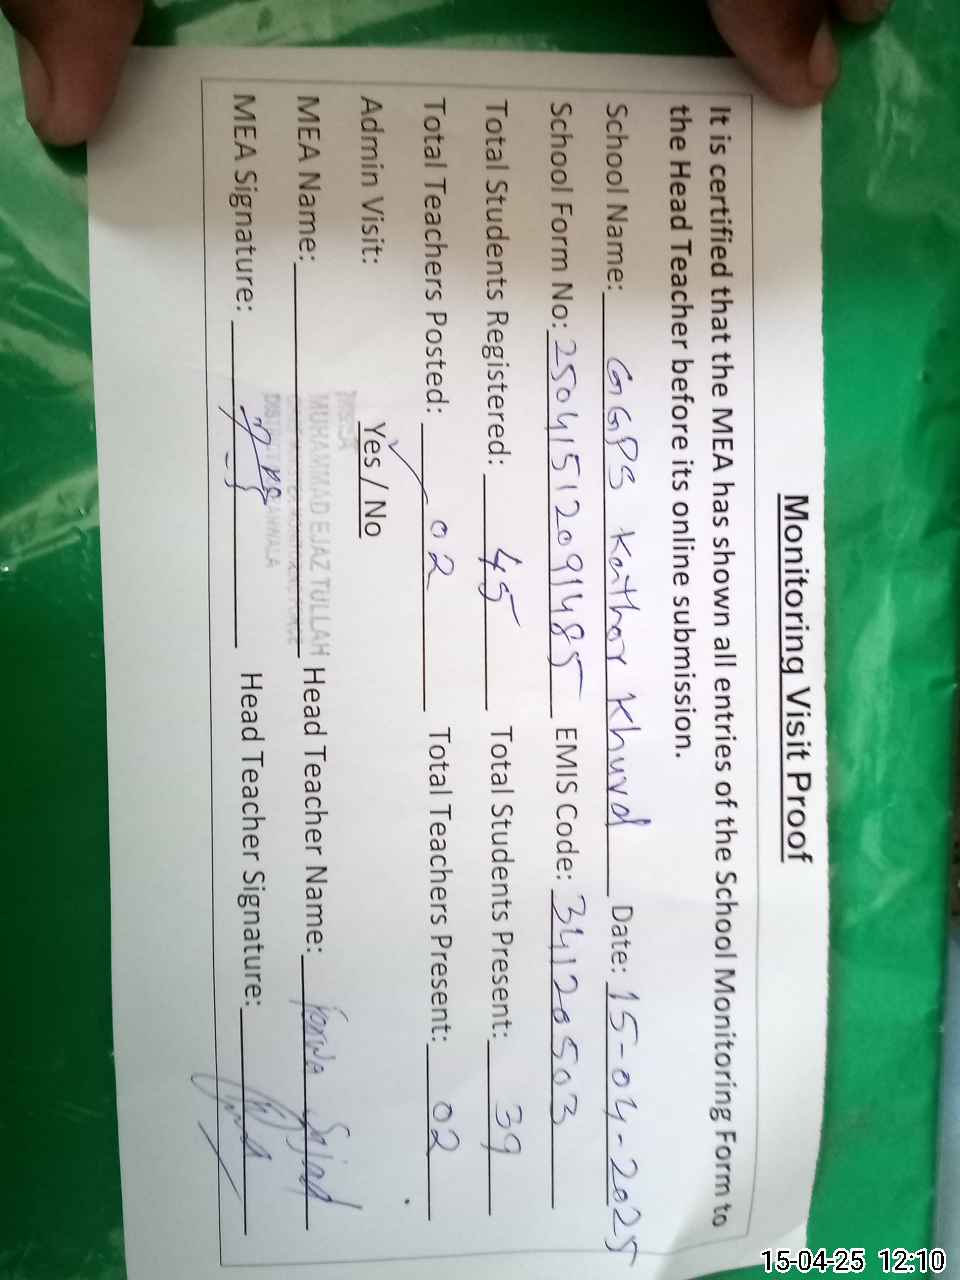 Monitoring Visit Proof
It is certified that the MEA has shown all entries of the School Monitoring Form to
the Head Teacher before its online submission.
School Name: GGPS Kathor Khurd Date: 15-04-2025
School Form No: 25041512091485 EMIS Code: 34120503
Total Students Registered: 45 Total Students Present: 39
Total Teachers Posted: 02 Total Teachers Present: 02
Admin Visit: Yes / No
MUHAMMAD EJAZ TULLAH
MEA Name: Head Teacher Name: Sajad
MEA Signature: Head Teacher Signature:
15-04-25 12:10